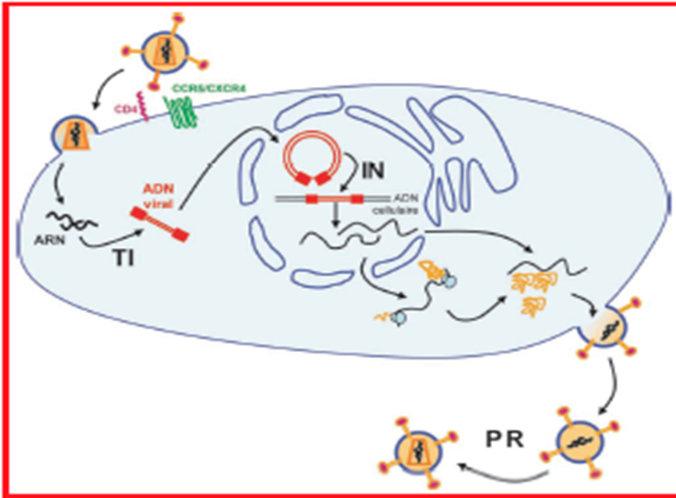 CCR5/CXCR4
CD4
ADN
viral
IN
ADN
cellulaire
ARN
TI
PR